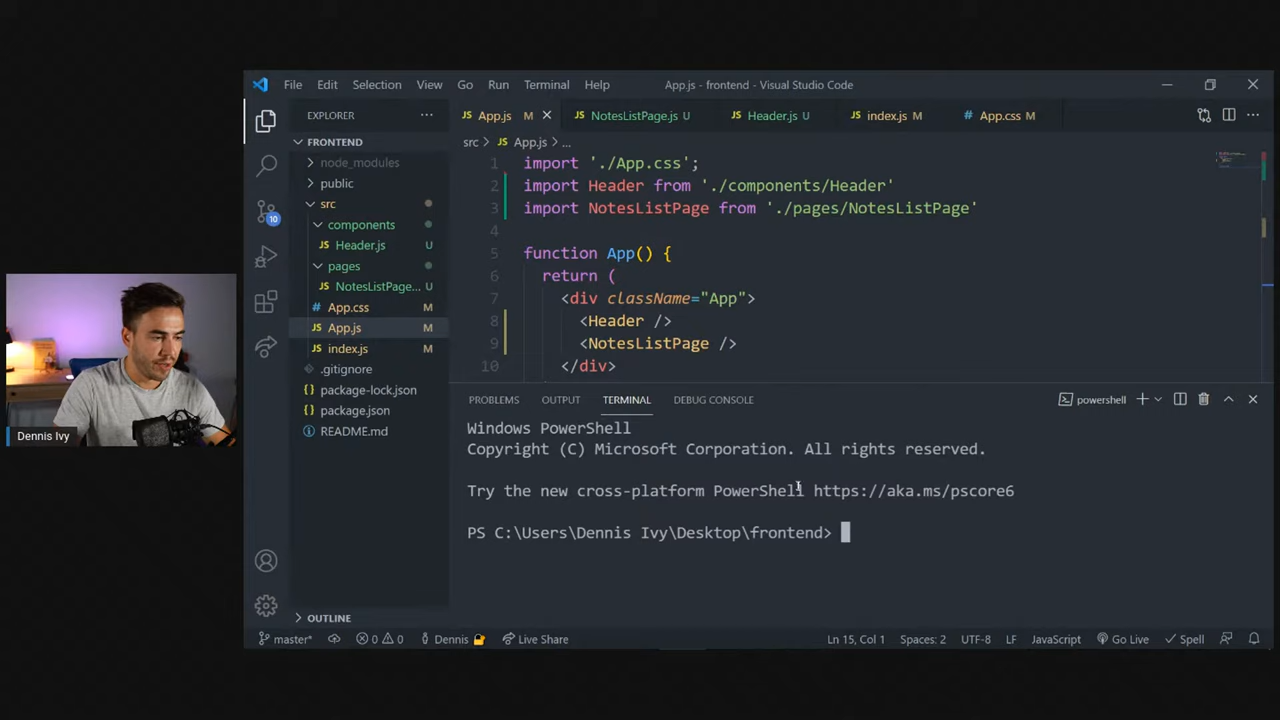 File Edit Selection View Go Run Terminal Help App.js - frontend - Visual Studio Code
EXPLORER
FRONTEND
node_modules
public
src
components
Header.js U
pages
NotesListPage... U
App.css M
App.js M
index.js M
.gitignore
package-lock.json
package.json
README.md
OUTLINE
10
JS App.js M
JS NotesListPage.js U
JS Header.js U
JS index.js M
# App.css M
src > JS App.js > ...
1 import './App.css';
2 import Header from './components/Header'
3 import NotesListPage from './pages/NotesListPage'
4
5 function App() {
6 return (
7 <div className="App">
8 <Header />
9 <NotesListPage />
10 </div>
PROBLEMS OUTPUT TERMINAL DEBUG CONSOLE powershell
Windows PowerShell
Copyright (C) Microsoft Corporation. All rights reserved.
Try the new cross-platform PowerShell https://aka.ms/pscore6
PS C:\Users\Dennis Ivy\Desktop\frontend>
master* 0 0 Dennis Live Share Ln 15, Col 1 Spaces: 2 UTF-8 LF JavaScript Go Live Spell
Dennis Ivy